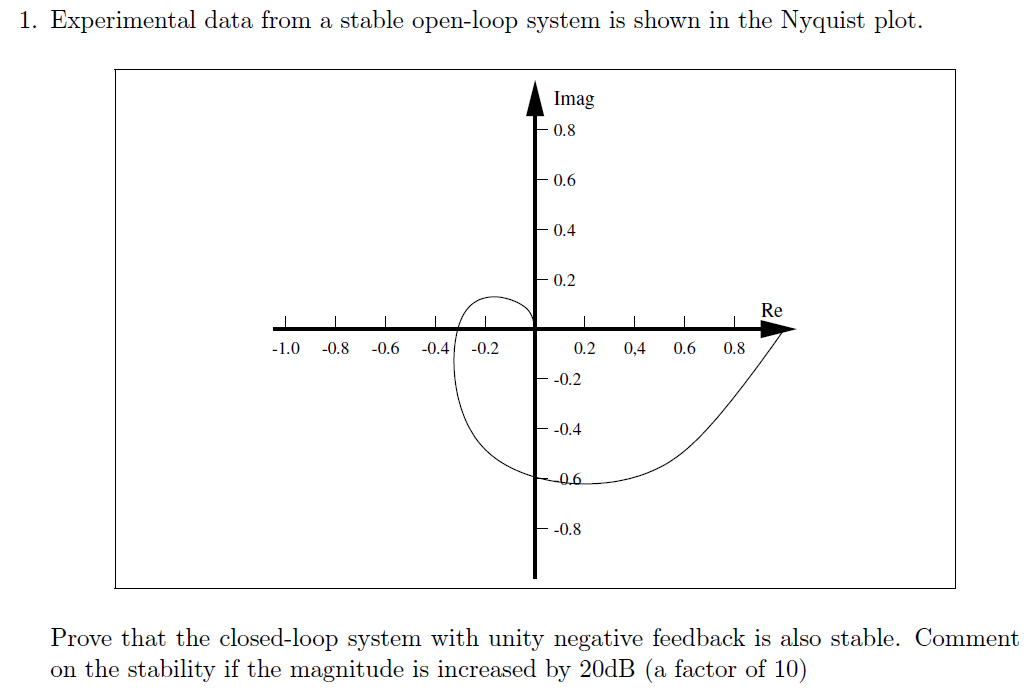 1. Experimental data from a stable open-loop system is shown in the Nyquist plot.
Imag
0.8
0.6
0.4
0.2
Re
-1.0 -0.8 -0.6 -0.4 -0.2 0.2 0,4 0.6 0.8
-0.2
-0.4
-0.6
-0.8
Prove that the closed-loop system with unity negative feedback is also stable. Comment
on the stability if the magnitude is increased by 20dB (a factor of 10)